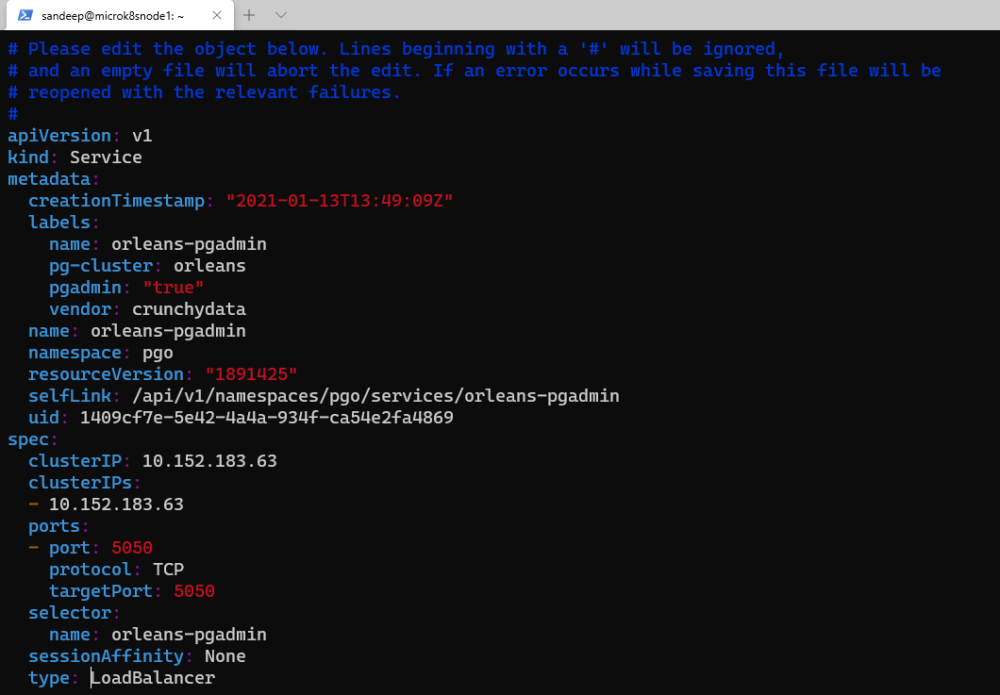 sandeep@microk8snode1: ~
# Please edit the object below. Lines beginning with a '#' will be ignored,
# and an empty file will abort the edit. If an error occurs while saving this file will be
# reopened with the relevant failures.
#
apiVersion: v1
kind: Service
metadata:
  creationTimestamp: "2021-01-13T13:49:09Z"
  labels:
    name: orleans-pgadmin
    pg-cluster: orleans
    pgadmin: "true"
    vendor: crunchydata
  name: orleans-pgadmin
  namespace: pgo
  resourceVersion: "1891425"
  selfLink: /api/v1/namespaces/pgo/services/orleans-pgadmin
  uid: 1409cf7e-5e42-4a4a-934f-ca54e2fa4869
spec:
  clusterIP: 10.152.183.63
  clusterIPs:
  - 10.152.183.63
  ports:
  - port: 5050
    protocol: TCP
    targetPort: 5050
  selector:
    name: orleans-pgadmin
  sessionAffinity: None
  type: LoadBalancer